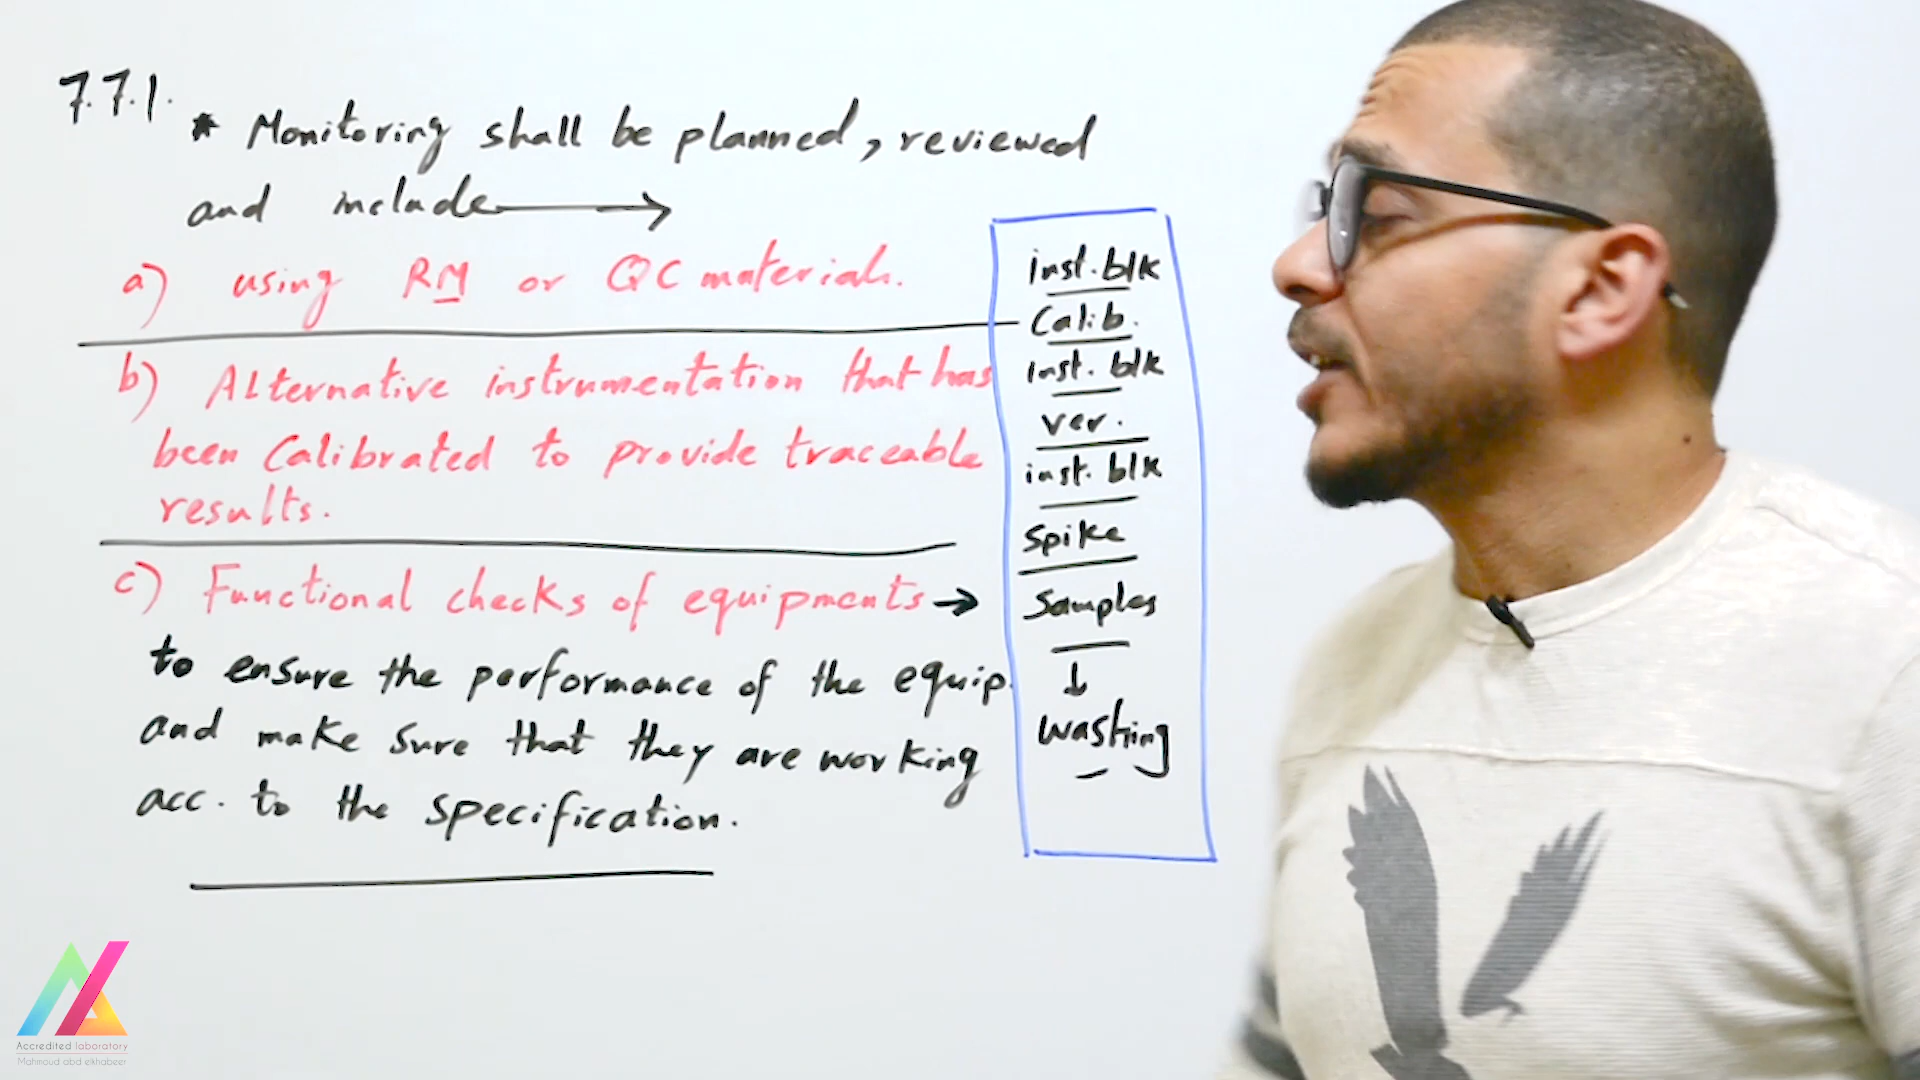 7.7.1.
* Monitoring shall be planned, reviewed
and include
a) using RM or QC materials.
b) Alternative instrumentation that has
been Calibrated to provide traceable
results.
c) Functional checks of equipments →
to ensure the performance of the equip.
and make sure that they are working
acc. to the specification.
inst. blk
Calib.
inst. blk
ver.
inst. blk
Spike
Samples
↓
washing
Accredited laboratory
Mahmoud abd elkhabeer